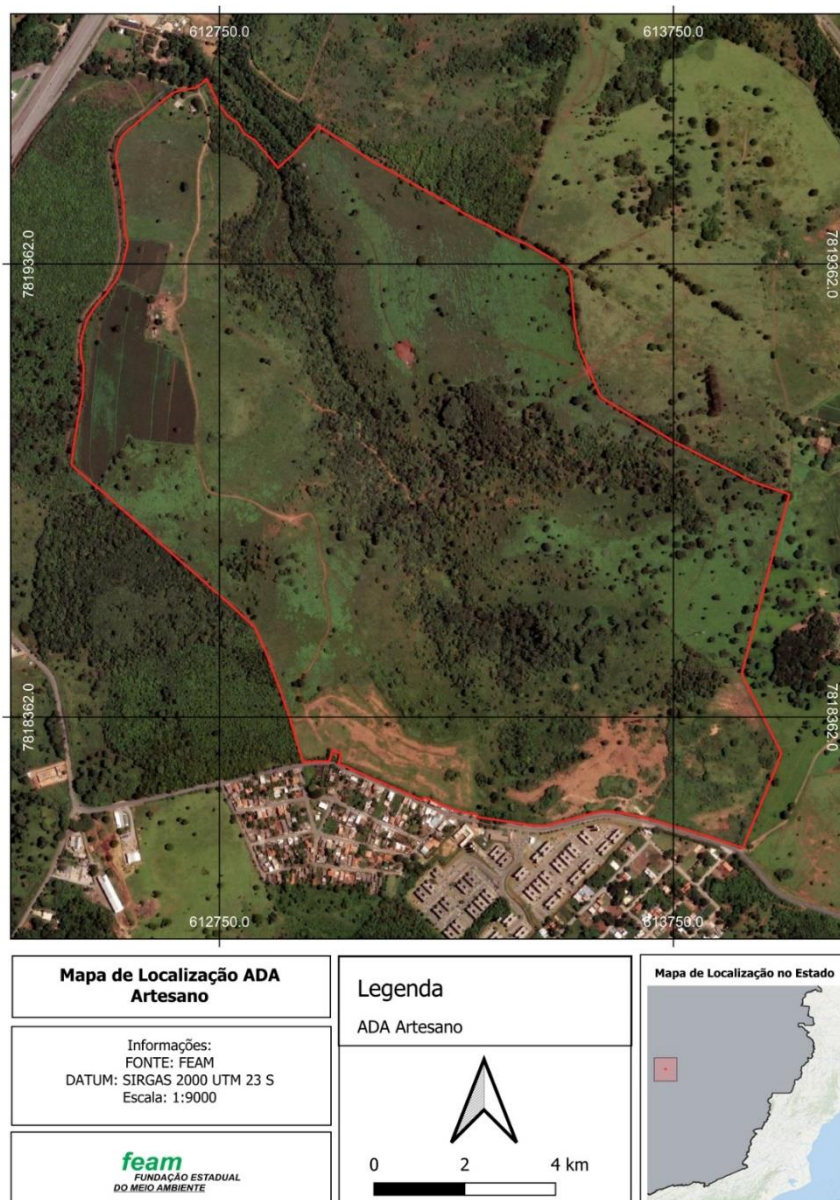 612750.0
613750.0
7819362.0
7819362.0
7818362.0
7818362.0
612750.0
613750.0
Mapa de Localização ADA
Artesano
Informações:
FONTE: FEAM
DATUM: SIRGAS 2000 UTM 23 S
Escala: 1:9000
feam
FUNDAÇÃO ESTADUAL
DO MEIO AMBIENTE
Legenda
ADA Artesano
0 2 4 km
Mapa de Localização no Estado